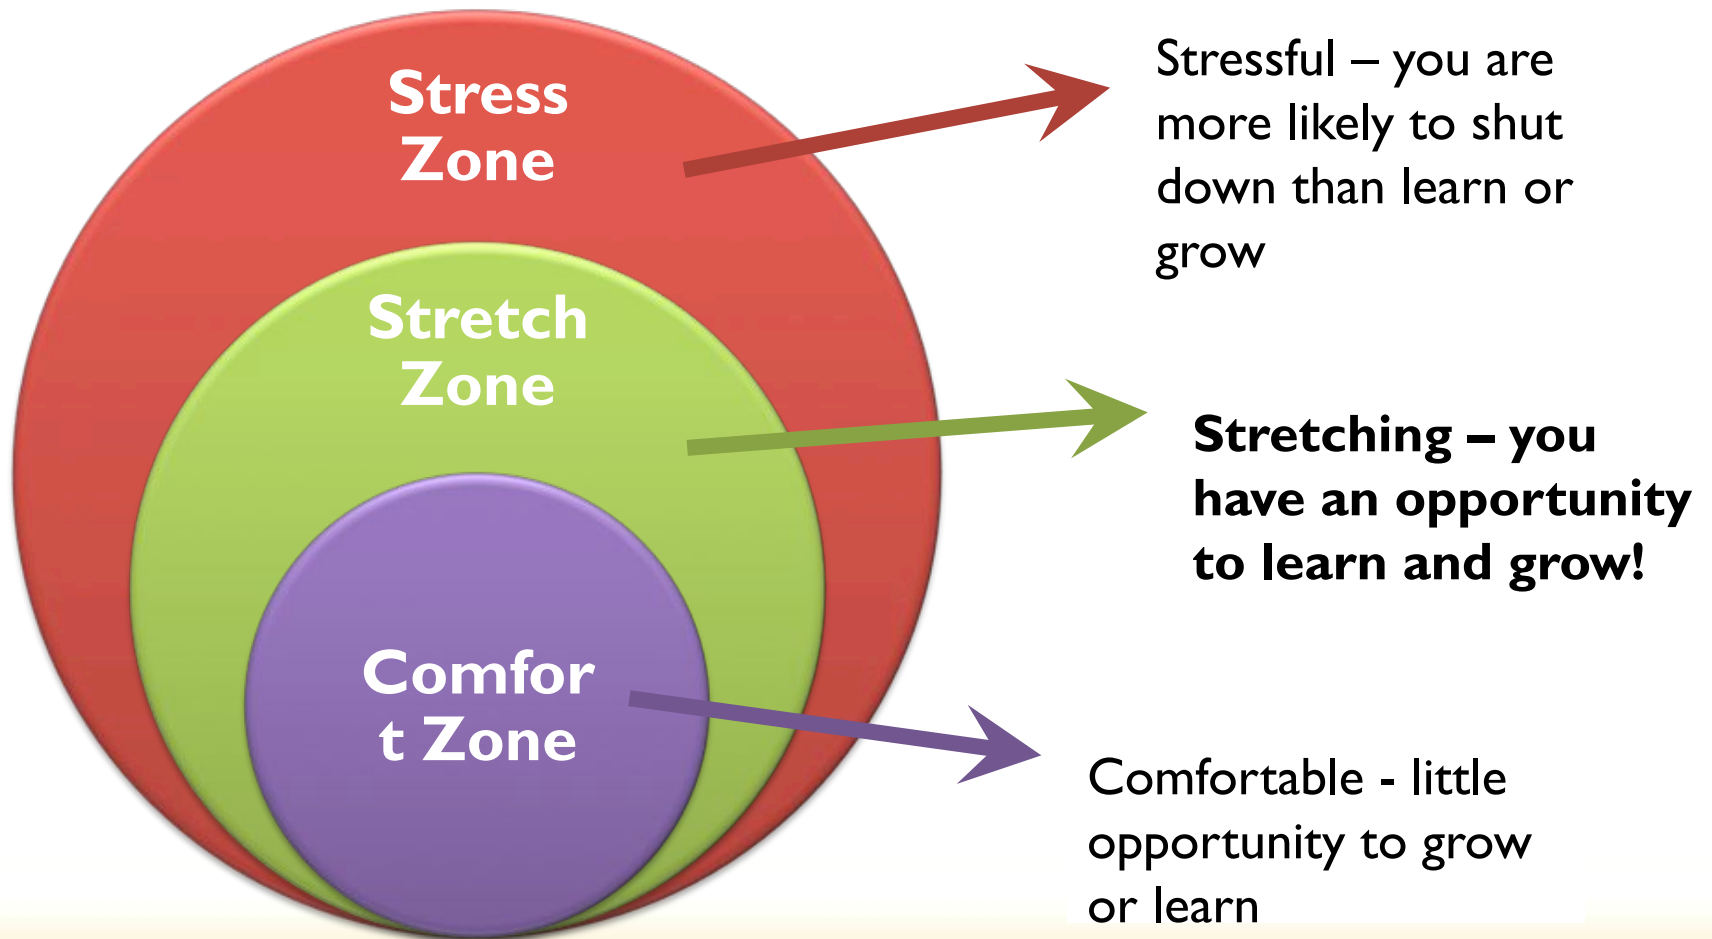 Stress
Zone
Stressful – you are
more likely to shut
down than learn or
grow
Stretch
Zone
Stretching – you
have an opportunity
to learn and grow!
Comfor
t Zone
Comfortable - little
opportunity to grow
or learn